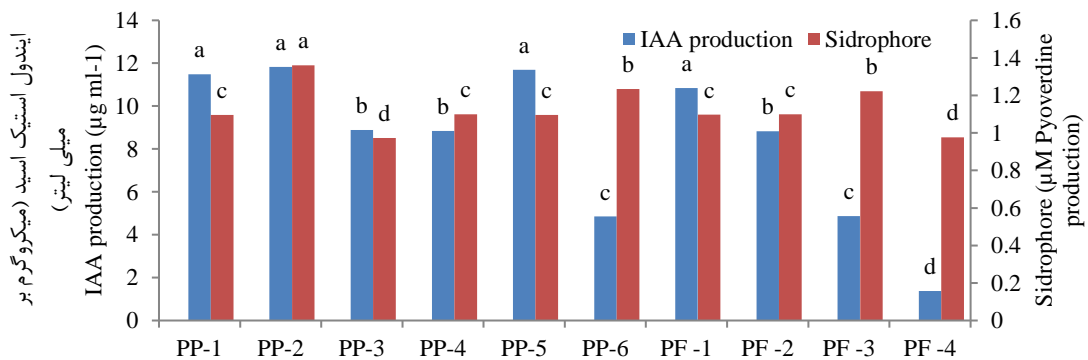 ایندول استیک اسید (میکروگرم بر
میلی لیتر)
IAA production (µg ml-1)
14
12
10
8
6
4
2
0
IAA production
Sidrophore
a
c
a
a
b
d
b
c
a
c
c
b
a
c
b
c
c
b
d
d
PP-1
PP-2
PP-3
PP-4
PP-5
PP-6
PF -1
PF -2
PF -3
PF -4
1.6
1.4
1.2
1
0.8
0.6
0.4
0.2
0
Sidrophore (µM Pyoverdine
production)